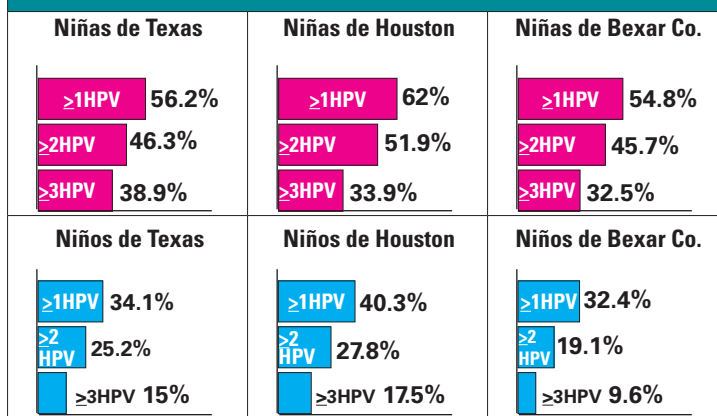 Niñas de Texas
≥1HPV 56.2%
≥2HPV 46.3%
≥3HPV 38.9%
Niñas de Houston
≥1HPV 62%
≥2HPV 51.9%
≥3HPV 33.9%
Niñas de Bexar Co.
≥1HPV 54.8%
≥2HPV 45.7%
≥3HPV 32.5%
Niños de Texas
≥1HPV 34.1%
≥2
HPV 25.2%
≥3HPV 15%
Niños de Houston
≥1HPV 40.3%
≥2
HPV 27.8%
≥3HPV 17.5%
Niños de Bexar Co.
≥1HPV 32.4%
≥2
HPV 19.1%
≥3HPV 9.6%